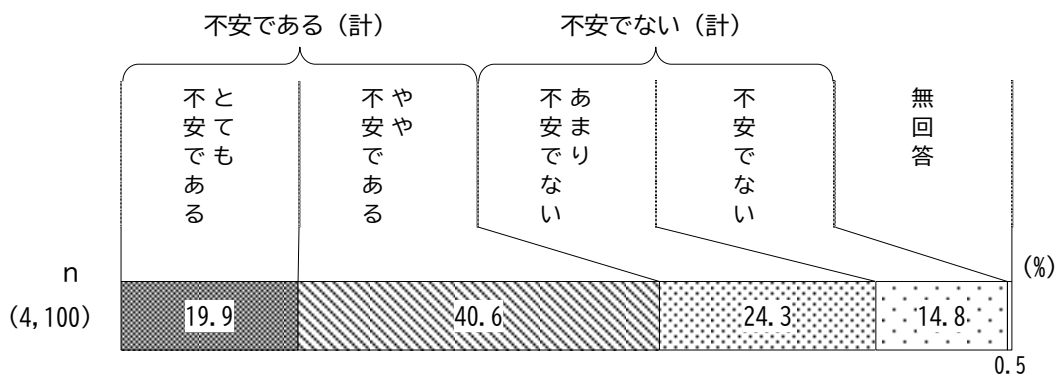 不安である（計）
不安でない（計）
とても
不安である
やや
不安である
あまり
不安でない
不安でない
無回答
n
(%)
(4,100)
19.9
40.6
24.3
14.8
0.5